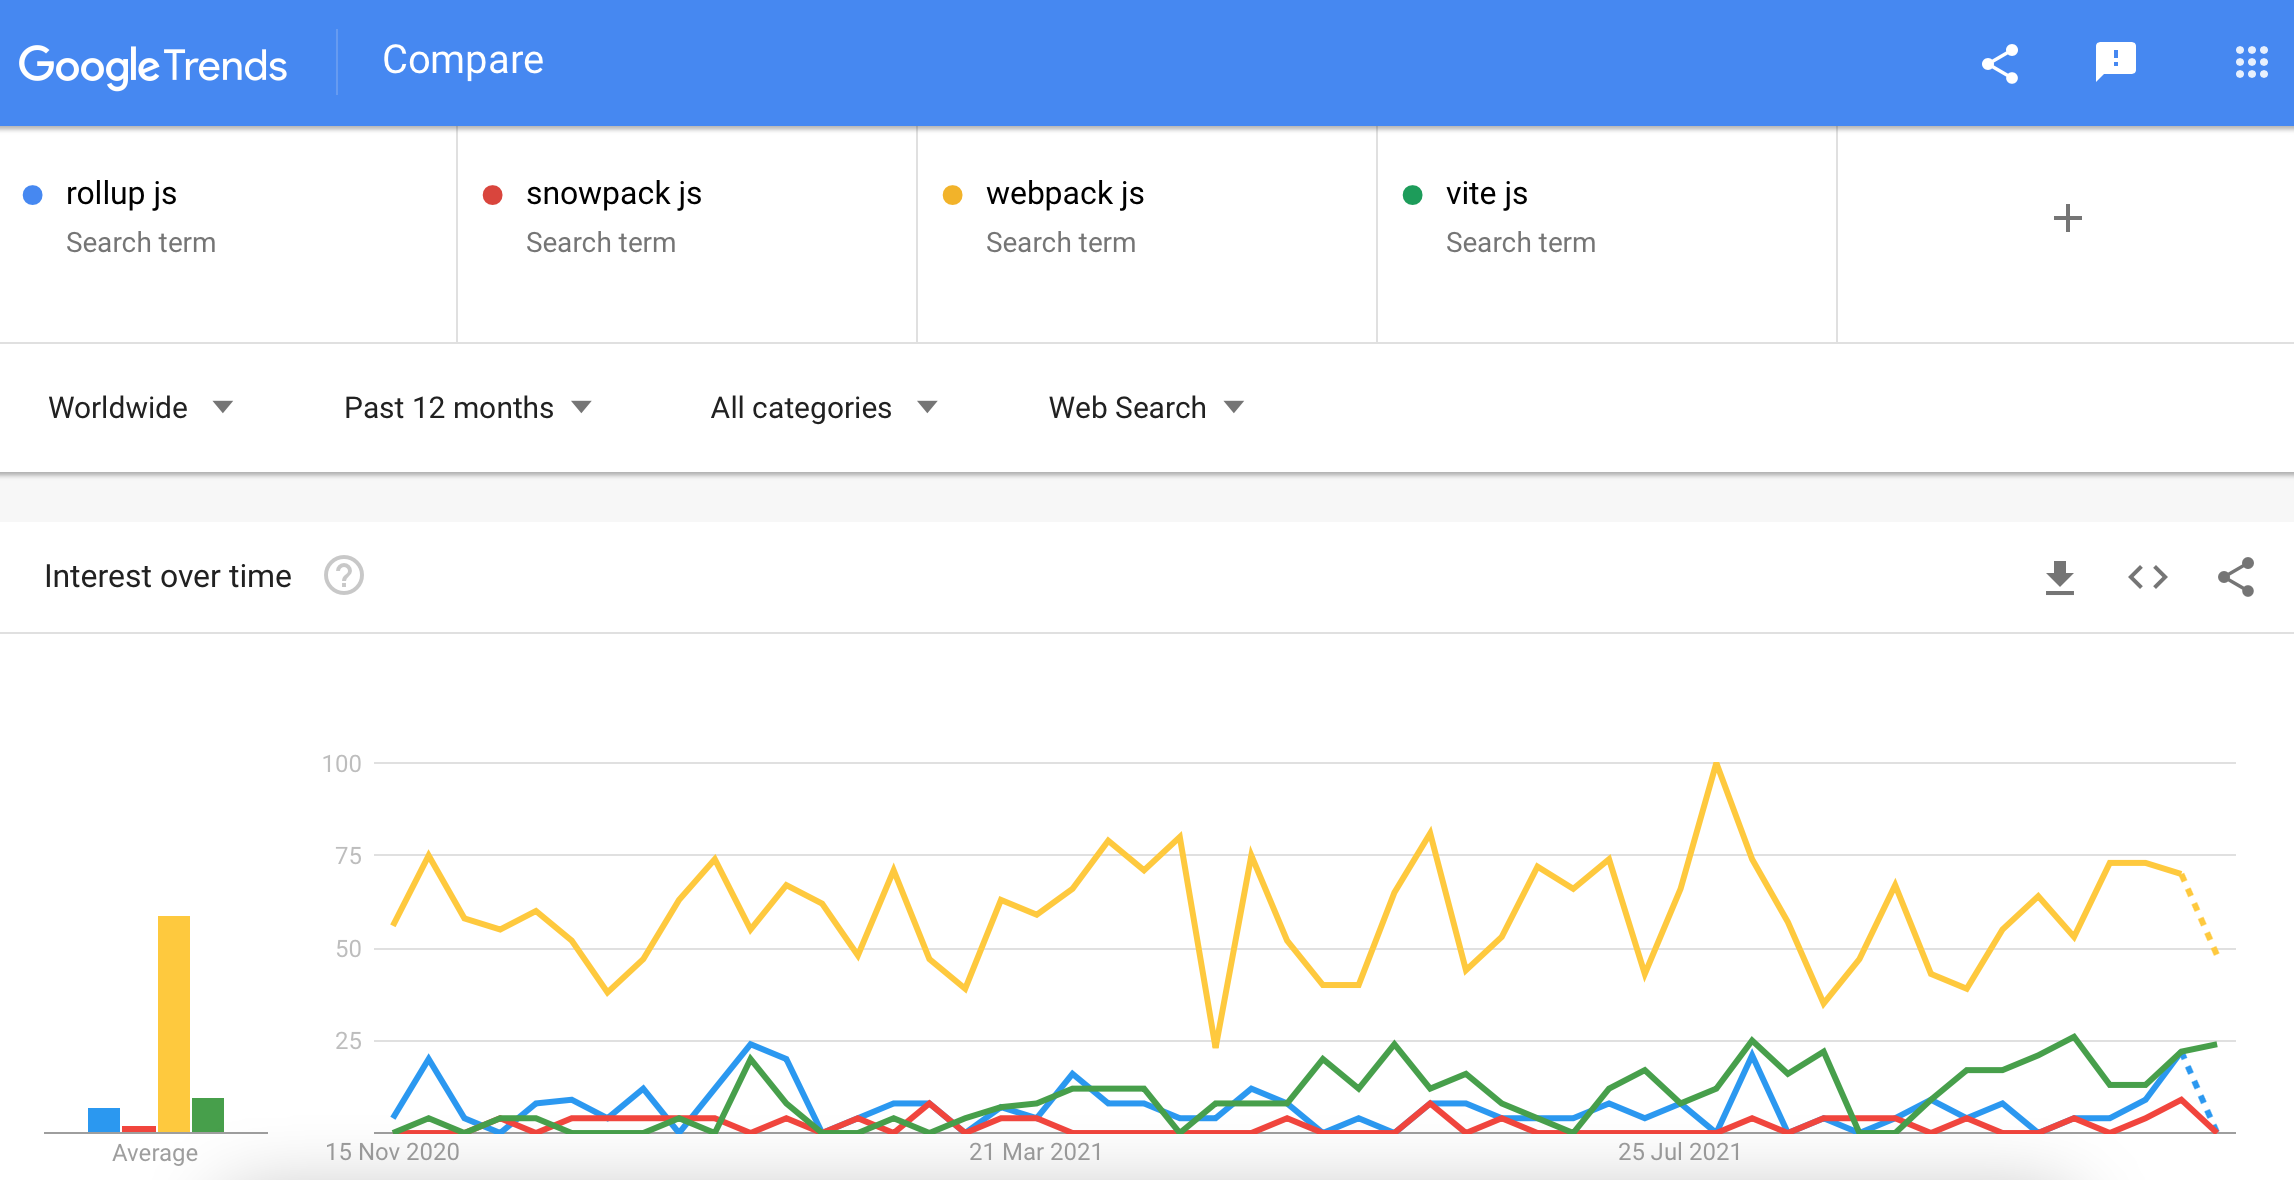 Google Trends
Compare
rollup js
Search term
snowpack js
Search term
webpack js
Search term
vite js
Search term
+
Worldwide
Past 12 months
All categories
Web Search
Interest over time
?
100
75
50
25
Average
15 Nov 2020
21 Mar 2021
25 Jul 2021